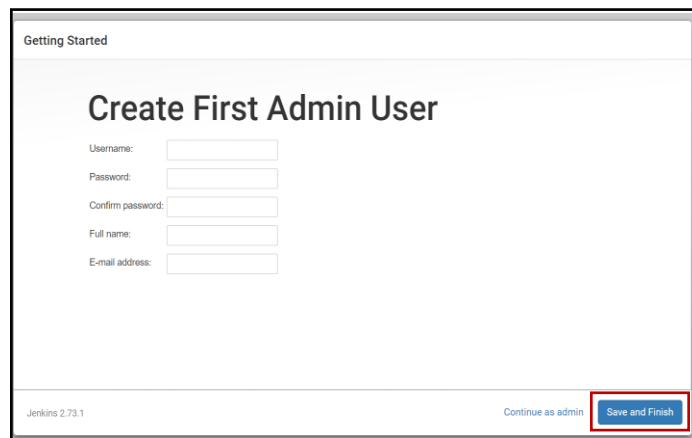 Getting Started
Create First Admin User
Username:
Password:
Confirm password:
Full name:
E-mail address:
Jenkins 2.73.1
Continue as admin
Save and Finish